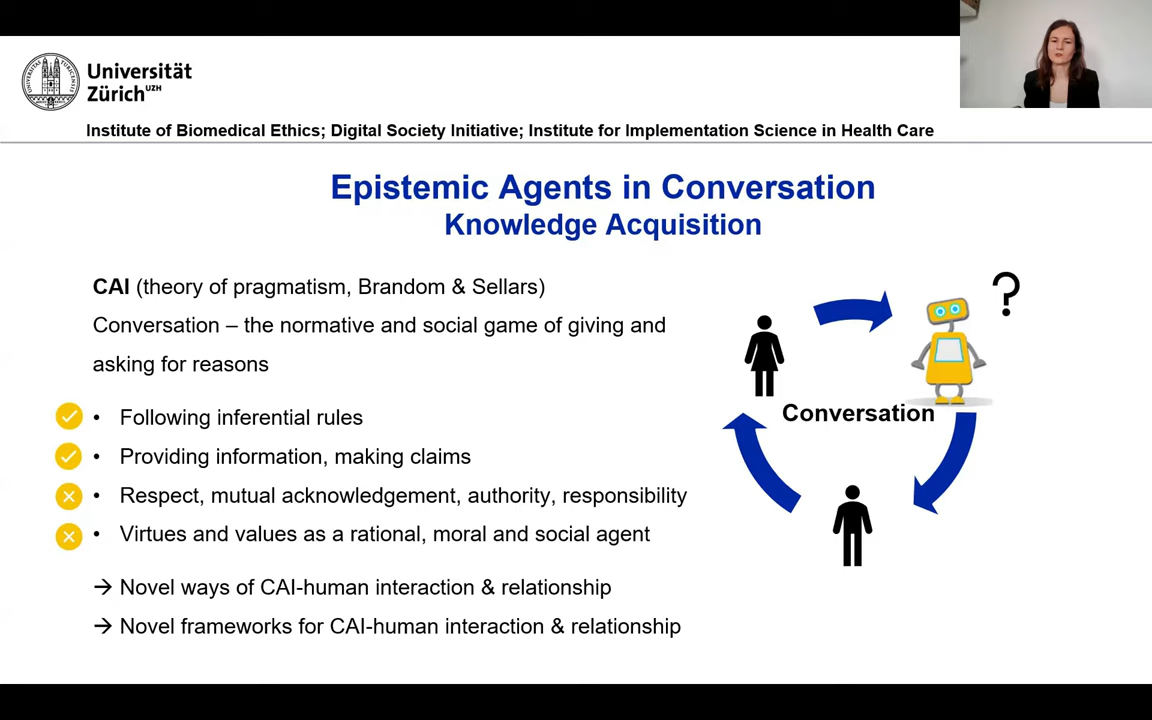 Universität
Zürich UZH
Institute of Biomedical Ethics; Digital Society Initiative; Institute for Implementation Science in Health Care
Epistemic Agents in Conversation
Knowledge Acquisition
CAI (theory of pragmatism, Brandom & Sellars)
Conversation – the normative and social game of giving and
asking for reasons
• Following inferential rules
• Providing information, making claims
• Respect, mutual acknowledgement, authority, responsibility
• Virtues and values as a rational, moral and social agent
→ Novel ways of CAI-human interaction & relationship
→ Novel frameworks for CAI-human interaction & relationship
?
Conversation